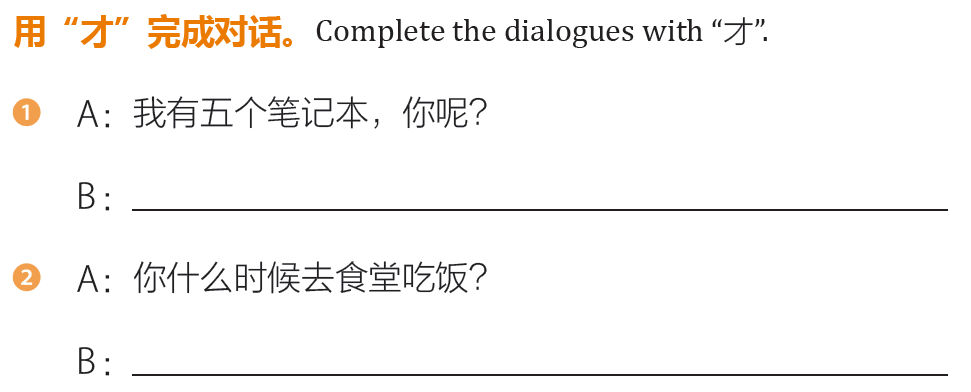 用“才”完成对话。Complete the dialogues with “才”.
1 A：我有五个笔记本，你呢？
B：
2 A：你什么时候去食堂吃饭？
B：